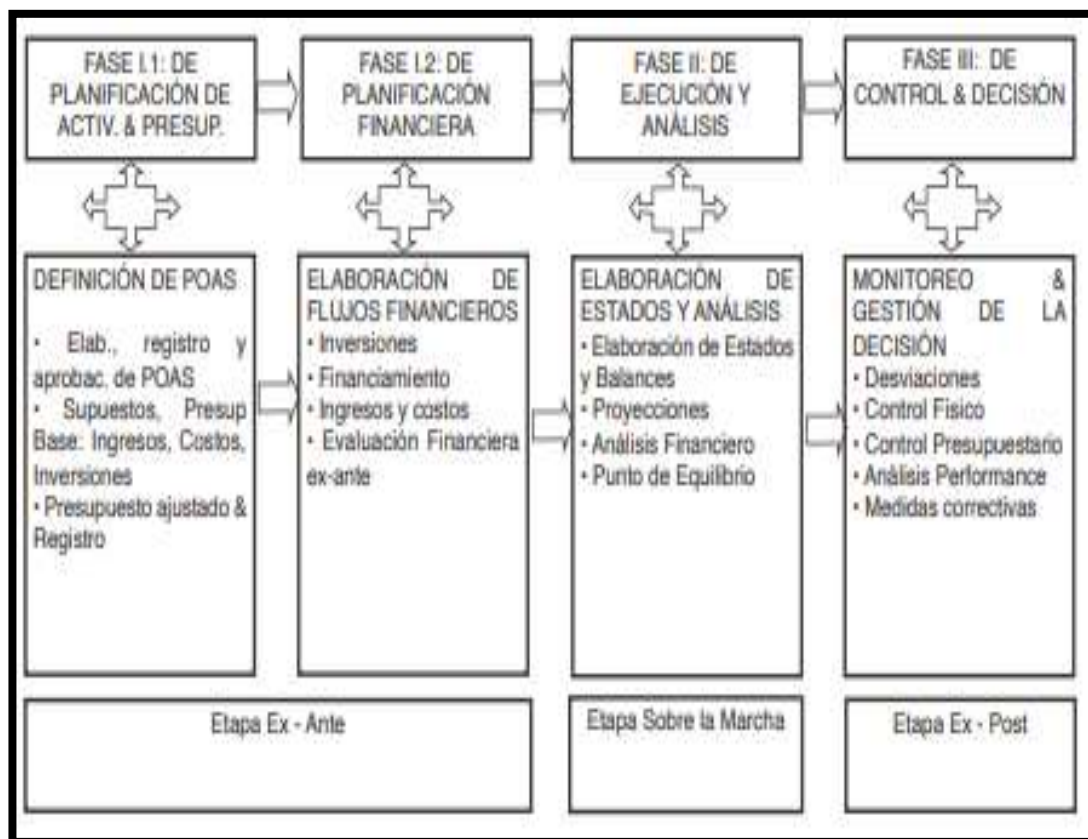 FASE I.1: DE
PLANIFICACIÓN DE
ACTIV. & PRESUP.
FASE I.2: DE
PLANIFICACIÓN
FINANCIERA
FASE II: DE
EJECUCIÓN Y
ANÁLISIS
FASE III: DE
CONTROL & DECISIÓN
DEFINICIÓN DE POAS
• Elab., registro y
aprobac. de POAS
• Supuestos, Presup
Base: Ingresos, Costos,
Inversiones
• Presupuesto ajustado &
Registro
ELABORACIÓN DE
FLUJOS FINANCIEROS
• Inversiones
• Financiamiento
• Ingresos y costos
• Evaluación Financiera
ex-ante
ELABORACIÓN DE
ESTADOS Y ANÁLISIS
• Elaboración de Estados
y Balances
• Proyecciones
• Análisis Financiero
• Punto de Equilibrio
MONITOREO &
GESTIÓN DE LA
DECISIÓN
• Desviaciones
• Control Físico
• Control Presupuestario
• Análisis Performance
• Medidas correctivas
Etapa Ex - Ante
Etapa Sobre la Marcha
Etapa Ex - Post